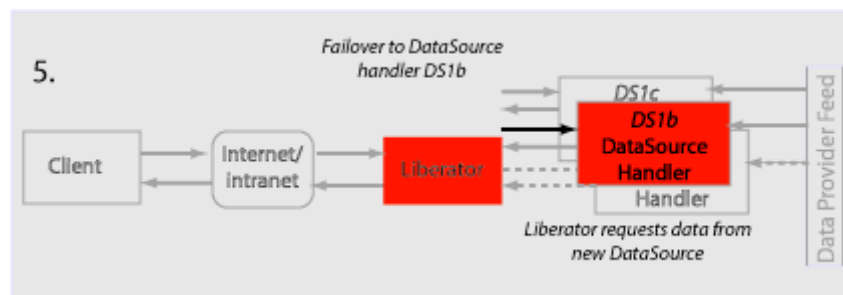 5.
Failover to DataSource
handler DS1b
DS1c
DS1b
DataSource
Handler
Handler
Client
Internet/
intranet
Liberator
Data Provider Feed
Liberator requests data from
new DataSource